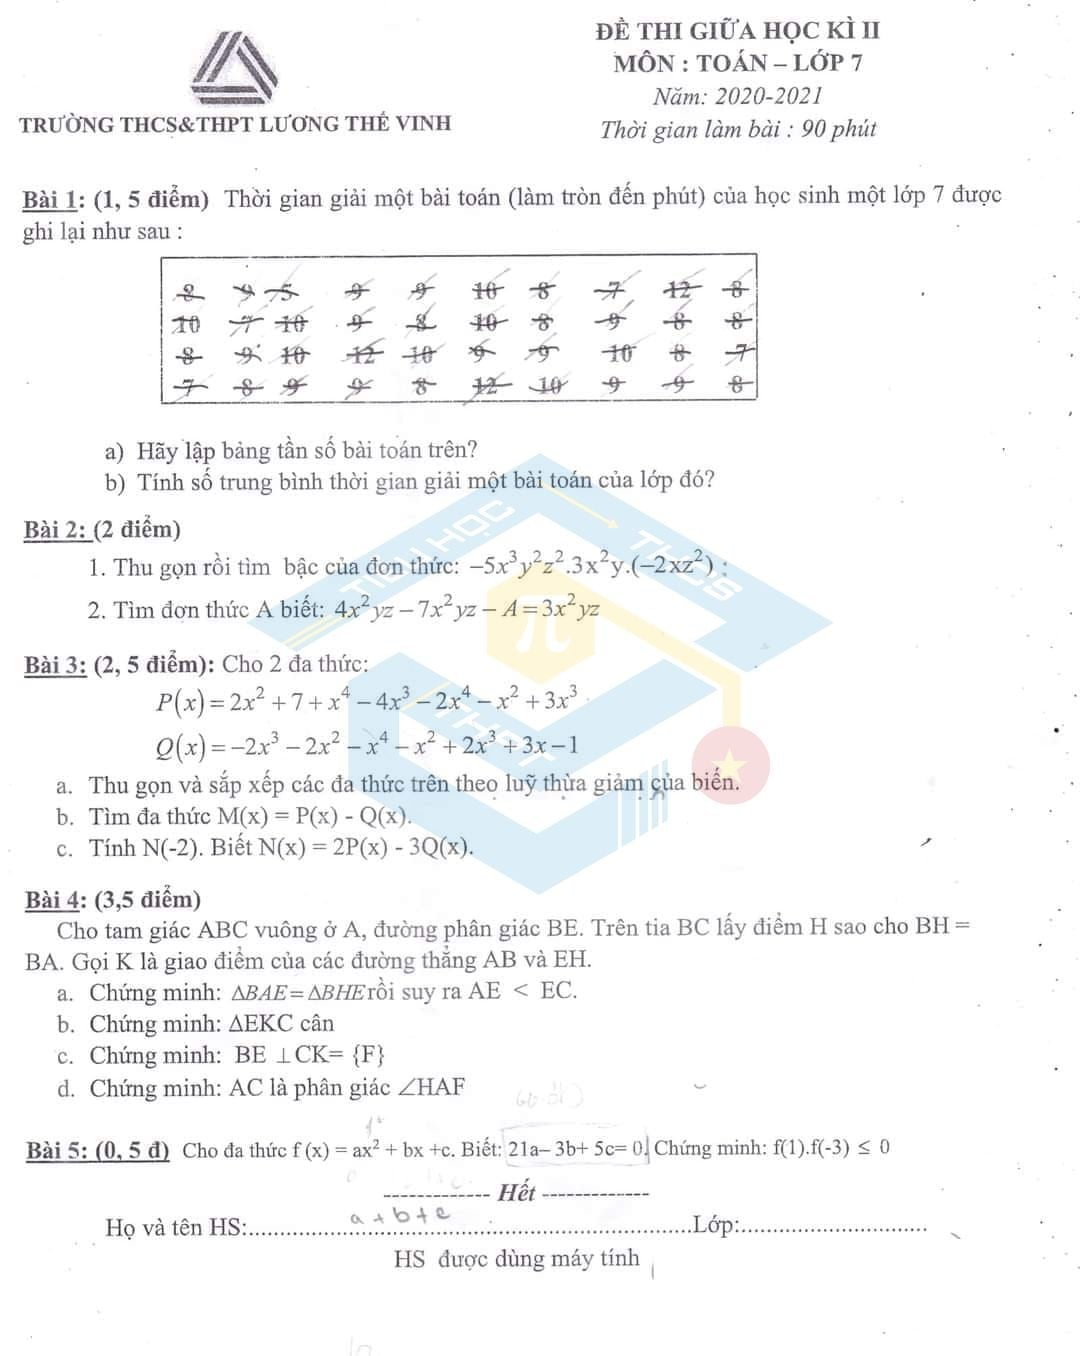 ĐỀ THI GIỮA HỌC KÌ II
MÔN : TOÁN – LỚP 7
Năm: 2020-2021
Thời gian làm bài : 90 phút
TRƯỜNG THCS&THPT LƯƠNG THẾ VINH
Bài 1: (1, 5 điểm) Thời gian giải một bài toán (làm tròn đến phút) của học sinh một lớp 7 được
ghi lại như sau :
8 9 5 9 9 10 8 7 12 8
10 7 10 9 8 10 8 9 8 8
8 9 10 12 10 9 9 10 8 7
7 8 9 9 8 12 10 9 9 8
a) Hãy lập bảng tần số bài toán trên?
b) Tính số trung bình thời gian giải một bài toán của lớp đó?
Bài 2: (2 điểm)
1. Thu gọn rồi tìm bậc của đơn thức: −5x³y²z².3x²y.(−2xz²) :
2. Tìm đơn thức A biết: 4x²yz − 7x²yz − A = 3x²yz
Bài 3: (2, 5 điểm): Cho 2 đa thức:
P(x) = 2x² + 7 + x⁴ − 4x³ − 2x⁴ − x² + 3x³
Q(x) = −2x³ − 2x² − x⁴ − x² + 2x³ + 3x − 1
a. Thu gọn và sắp xếp các đa thức trên theo luỹ thừa giảm của biến.
b. Tìm đa thức M(x) = P(x) - Q(x).
c. Tính N(-2). Biết N(x) = 2P(x) - 3Q(x).
Bài 4: (3,5 điểm)
Cho tam giác ABC vuông ở A, đường phân giác BE. Trên tia BC lấy điểm H sao cho BH =
BA. Gọi K là giao điểm của các đường thẳng AB và EH.
a. Chứng minh: ΔBAE = ΔBHE rồi suy ra AE < EC.
b. Chứng minh: ΔEKC cân
c. Chứng minh: BE ⊥CK= {F}
d. Chứng minh: AC là phân giác ∠HAF
Bài 5: (0, 5 đ) Cho đa thức f (x) = ax² + bx +c. Biết: 21a– 3b+ 5c= 0. Chứng minh: f(1).f(-3) ≤ 0
------------ Hết ------------
a + b + c
Họ và tên HS:..................................................................Lớp:.............................
HS được dùng máy tính
TIỂU HỌC
THCS
THPT
π